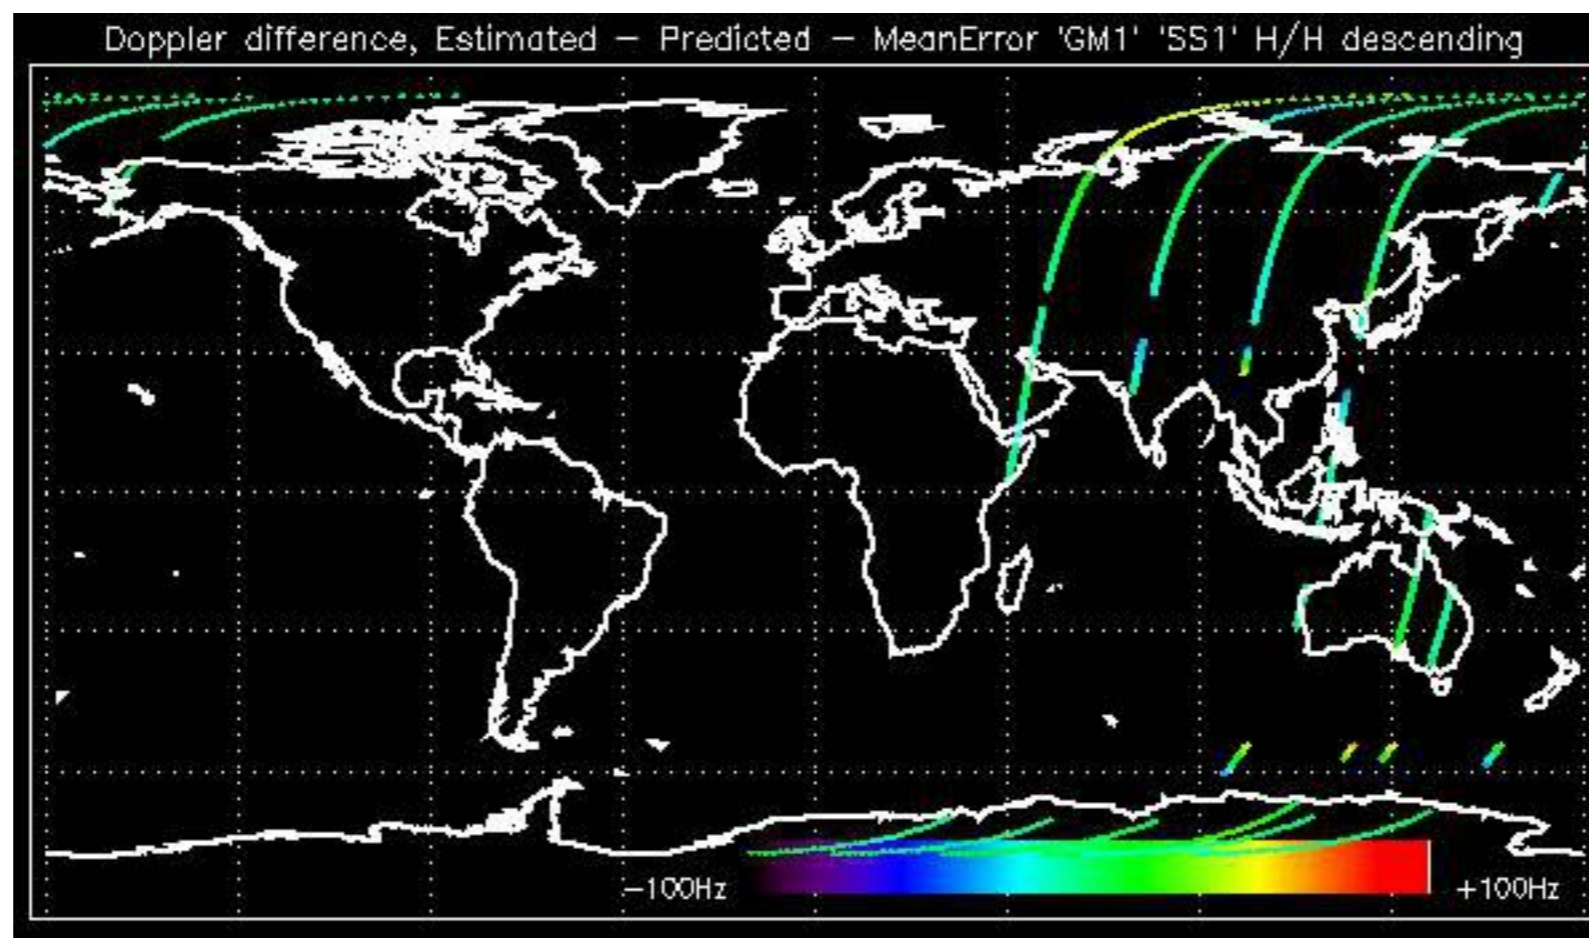 Doppler difference, Estimated – Predicted – MeanError 'GM1' 'SS1' H/H descending
-100Hz +100Hz